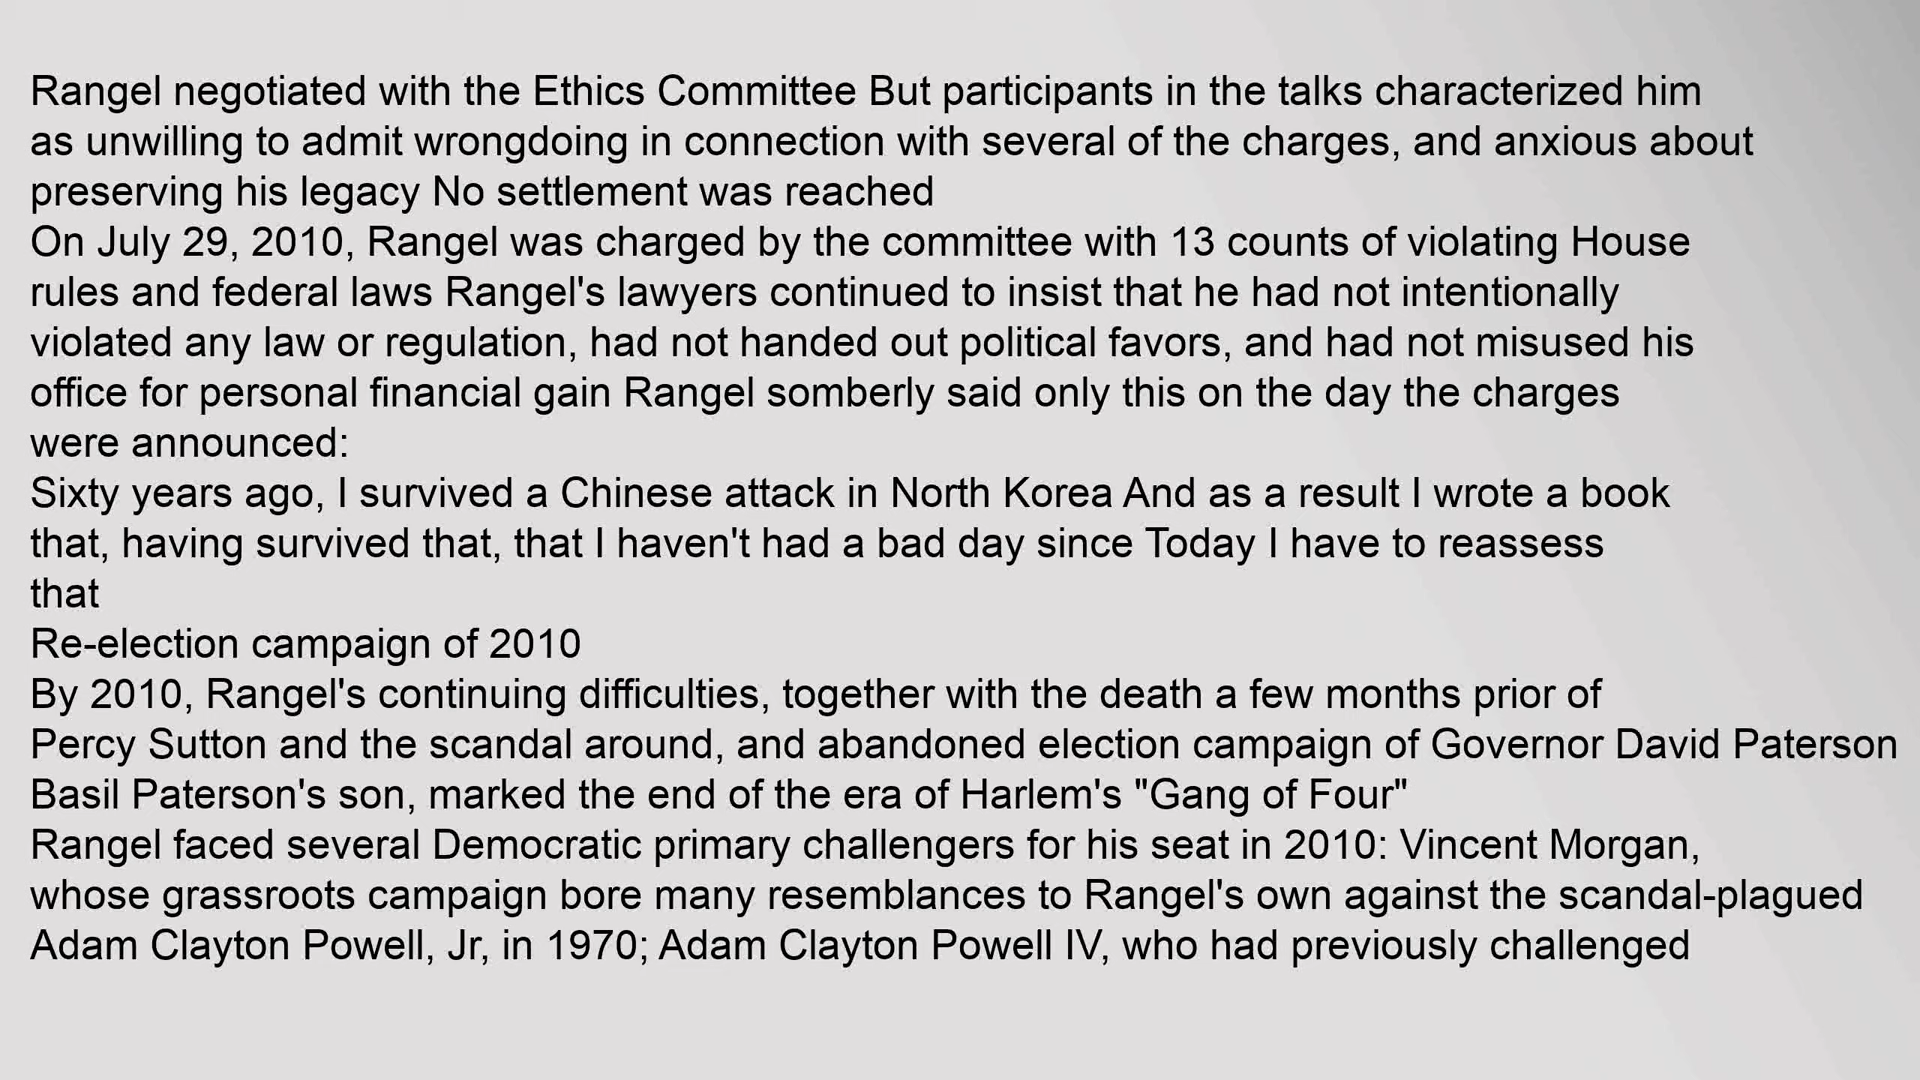 Rangel negotiated with the Ethics Committee But participants in the talks characterized him
as unwilling to admit wrongdoing in connection with several of the charges, and anxious about
preserving his legacy No settlement was reached
On July 29, 2010, Rangel was charged by the committee with 13 counts of violating House
rules and federal laws Rangel's lawyers continued to insist that he had not intentionally
violated any law or regulation, had not handed out political favors, and had not misused his
office for personal financial gain Rangel somberly said only this on the day the charges
were announced:
Sixty years ago, I survived a Chinese attack in North Korea And as a result I wrote a book
that, having survived that, that I haven't had a bad day since Today I have to reassess
that
Re-election campaign of 2010
By 2010, Rangel's continuing difficulties, together with the death a few months prior of
Percy Sutton and the scandal around, and abandoned election campaign of Governor David Paterson
Basil Paterson's son, marked the end of the era of Harlem's "Gang of Four"
Rangel faced several Democratic primary challengers for his seat in 2010: Vincent Morgan,
whose grassroots campaign bore many resemblances to Rangel's own against the scandal-plagued
Adam Clayton Powell, Jr, in 1970; Adam Clayton Powell IV, who had previously challenged